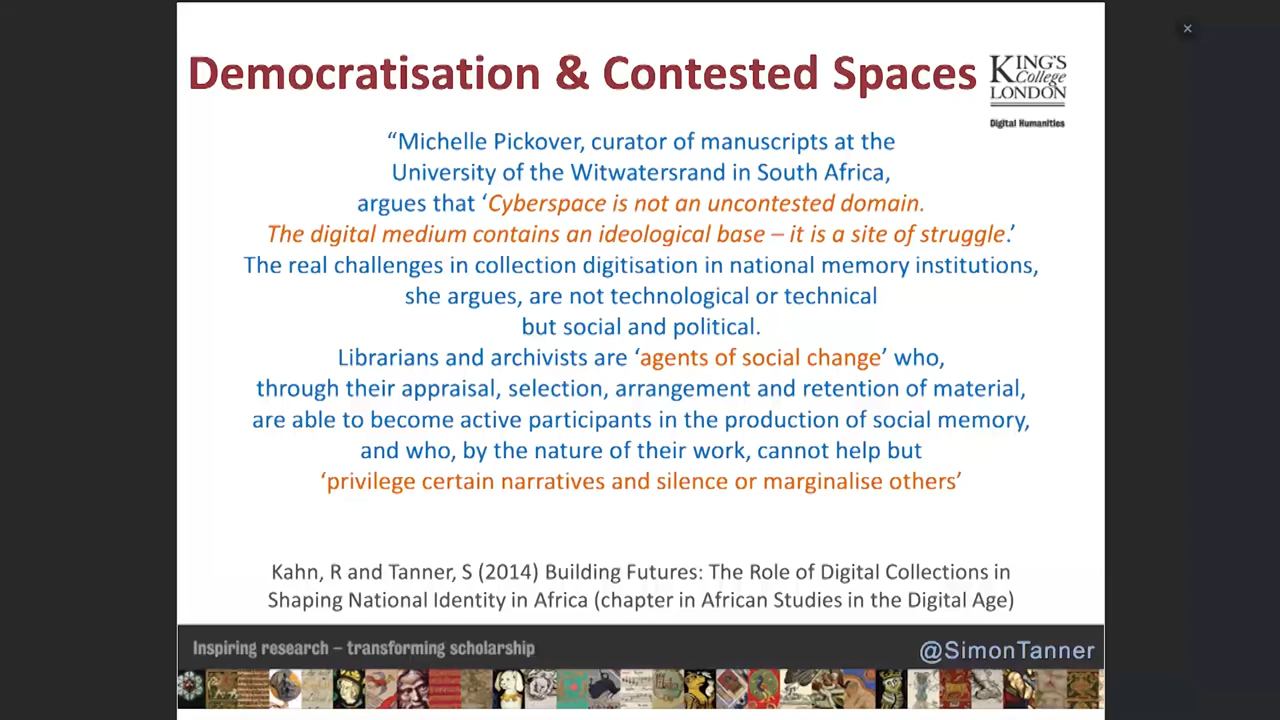 Democratisation & Contested Spaces
KING'S
College
LONDON
Digital Humanities
“Michelle Pickover, curator of manuscripts at the
University of the Witwatersrand in South Africa,
argues that ‘Cyberspace is not an uncontested domain.
The digital medium contains an ideological base – it is a site of struggle.’
The real challenges in collection digitisation in national memory institutions,
she argues, are not technological or technical
but social and political.
Librarians and archivists are ‘agents of social change’ who,
through their appraisal, selection, arrangement and retention of material,
are able to become active participants in the production of social memory,
and who, by the nature of their work, cannot help but
‘privilege certain narratives and silence or marginalise others’
Kahn, R and Tanner, S (2014) Building Futures: The Role of Digital Collections in
Shaping National Identity in Africa (chapter in African Studies in the Digital Age)
Inspiring research – transforming scholarship
@SimonTanner